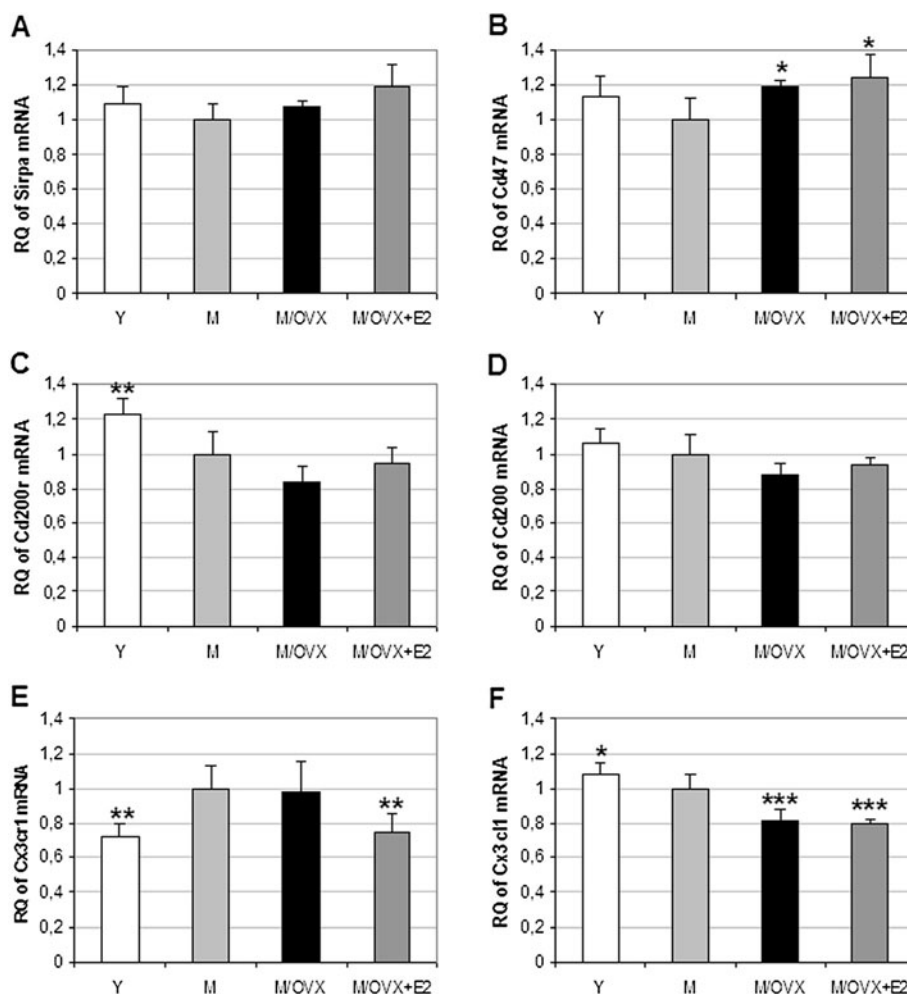 A
RQ of Sirpa mRNA
1,4
1,2
1
0,8
0,6
0,4
0,2
0
Y M M/OVX M/OVX+E2
B
RQ of Cd47 mRNA
1,4
1,2
1
0,8
0,6
0,4
0,2
0
* *
Y M M/OVX M/OVX+E2
C
RQ of Cd200r mRNA
1,4
1,2
1
0,8
0,6
0,4
0,2
0
**
Y M M/OVX M/OVX+E2
D
RQ of Cd200 mRNA
1,4
1,2
1
0,8
0,6
0,4
0,2
0
Y M M/OVX M/OVX+E2
E
RQ of Cx3cr1 mRNA
1,4
1,2
1
0,8
0,6
0,4
0,2
0
** **
Y M M/OVX M/OVX+E2
F
RQ of Cx3cl1 mRNA
1,4
1,2
1
0,8
0,6
0,4
0,2
0
* *** ***
Y M M/OVX M/OVX+E2